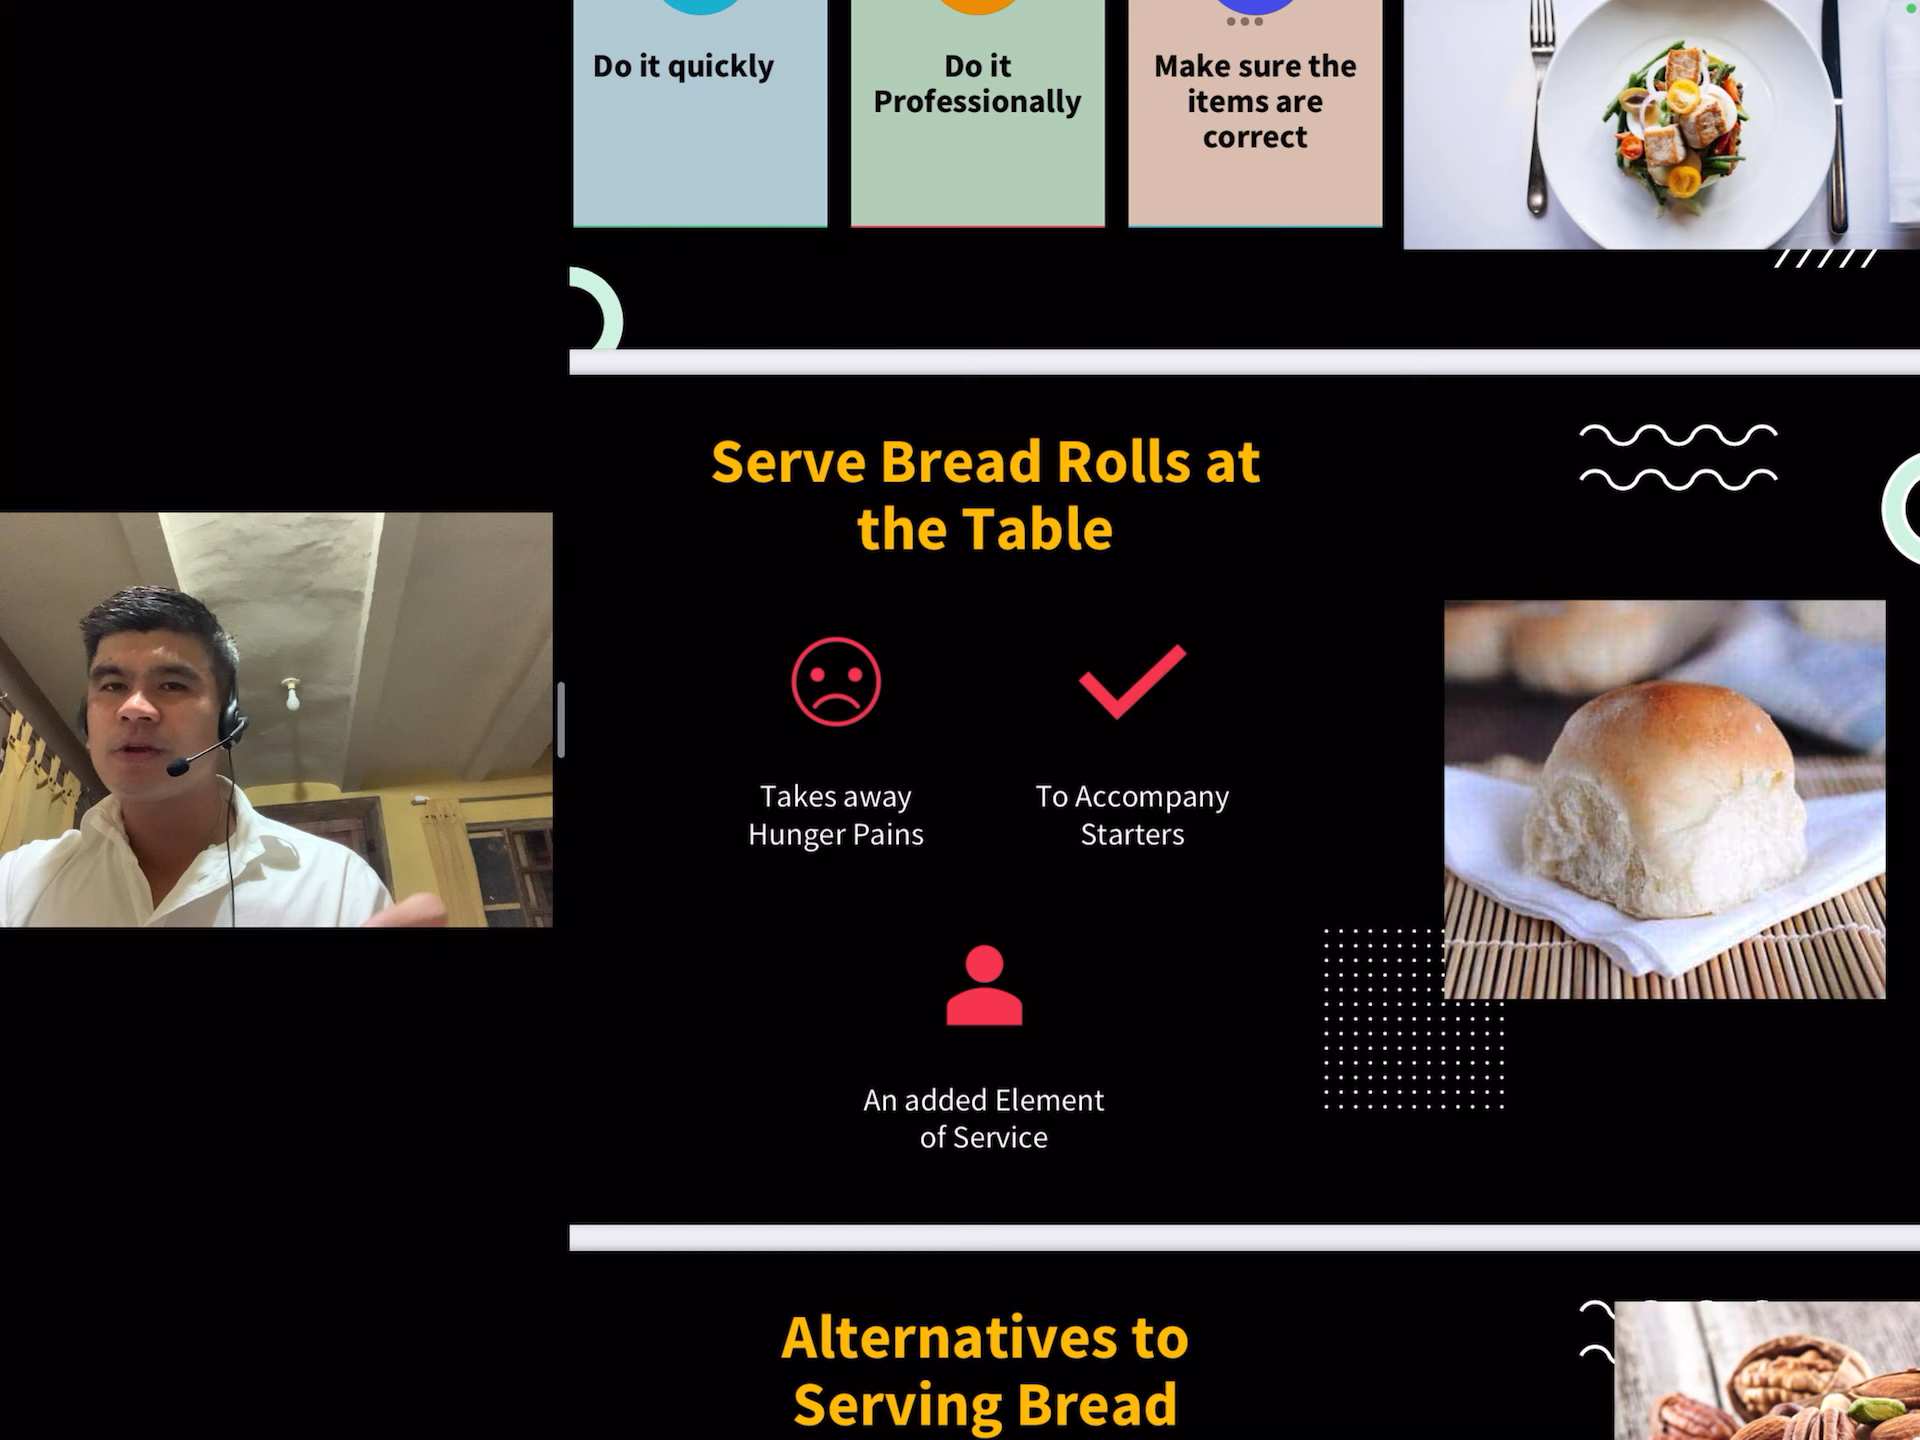 Do it quickly
Do it
Professionally
Make sure the
items are
correct
Serve Bread Rolls at
the Table
Takes away
Hunger Pains
To Accompany
Starters
An added Element
of Service
Alternatives to
Serving Bread